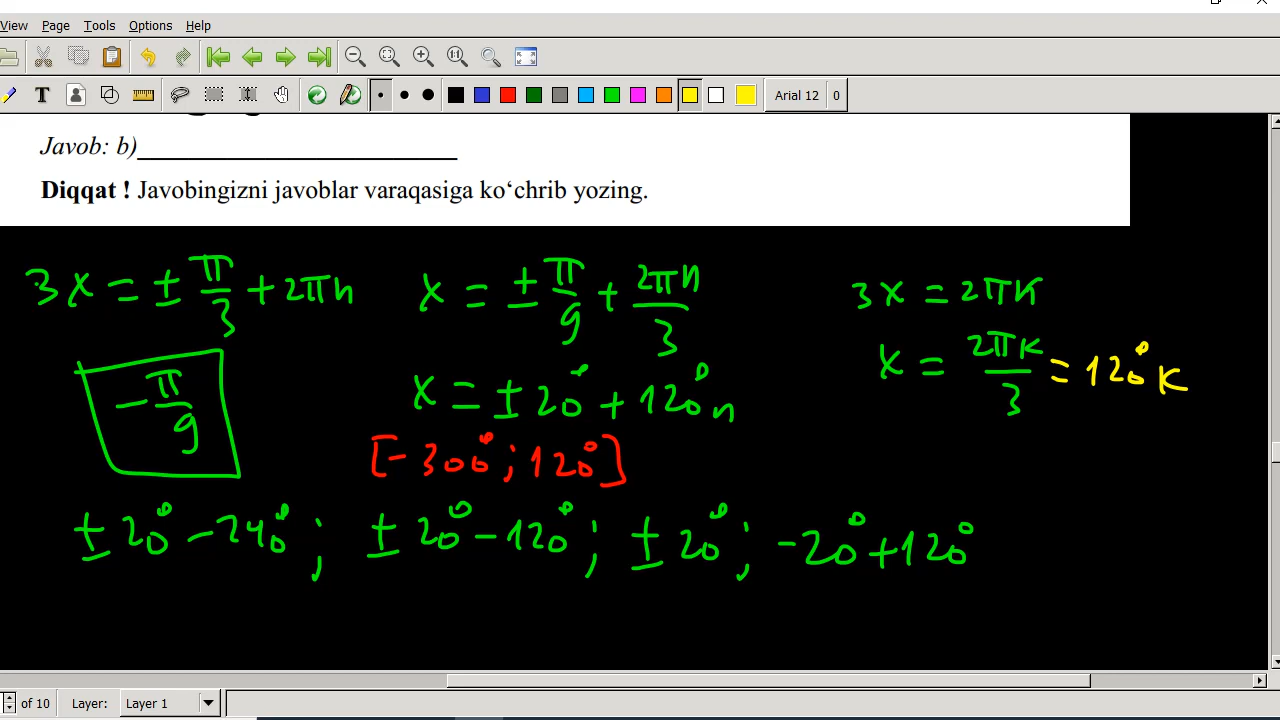 View Page Tools Options Help
Arial 12 0
Javob: b)
Diqqat ! Javobingizni javoblar varaqasiga ko‘chrib yozing.
3x = ± π/3 + 2πn x = ± π/9 + 2πn/3 3x = 2πk
x = 2πk/3 = 120°k
-π/9 x = ± 20° + 120°n
[-300°; 120°]
± 20° - 240°; ± 20° - 120°; ± 20°; -20° + 120°
of 10 Layer: Layer 1